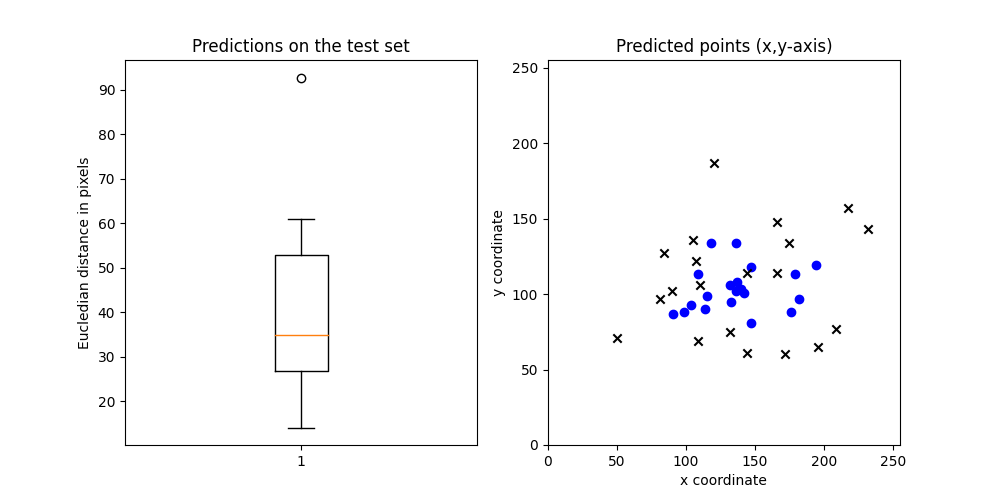 Predictions on the test set
Eucledian distance in pixels
90
80
70
60
50
40
30
20
1
Predicted points (x,y-axis)
y coordinate
250
200
150
100
50
0
0 50 100 150 200 250
x coordinate